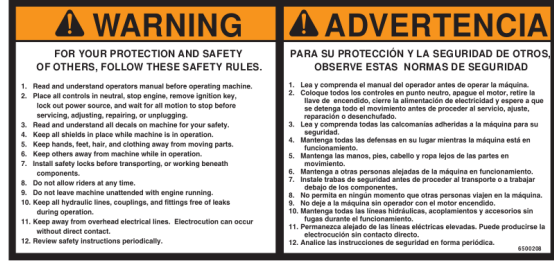 WARNING
FOR YOUR PROTECTION AND SAFETY
OF OTHERS, FOLLOW THESE SAFETY RULES.
1. Read and understand operators manual before operating machine.
2. Place all controls in neutral, stop engine, remove ignition key,
lock out power source, and wait for all motion to stop before
servicing, adjusting, repairing, or unplugging.
3. Read and understand all decals on machine for your safety.
4. Keep all shields in place while machine is in operation.
5. Keep hands, feet, hair, and clothing away from moving parts.
6. Keep others away from machine while in operation.
7. Install safety locks before transporting, or working beneath
components.
8. Do not allow riders at any time.
9. Do not leave machine unattended with engine running.
10. Keep all hydraulic lines, couplings, and fittings free of leaks
during operation.
11. Keep away from overhead electrical lines. Electrocution can occur
without direct contact.
12. Review safety instructions periodically.
ADVERTENCIA
PARA SU PROTECCIÓN Y LA SEGURIDAD DE OTROS,
OBSERVE ESTAS NORMAS DE SEGURIDAD
1. Lea y comprenda el manual del operador antes de operar la máquina.
2. Coloque todos los controles en punto neutro, apague el motor, retire la
llave de encendido, cierre la alimentación de electricidad y espere a que
se detenga todo el movimiento antes de proceder al servicio, ajuste,
reparación o desenchufado.
3. Lea y comprenda todas las calcomanías adheridas a la máquina para su
seguridad.
4. Mantenga todas las defensas en su lugar mientras la máquina está en
funcionamiento.
5. Mantenga las manos, pies, cabello y ropa lejos de las partes en
movimiento.
6. Mantenga a otras personas alejadas de la máquina en funcionamiento.
7. Instale trabas de seguridad antes de proceder al transporte o a trabajar
debajo de los componentes.
8. No permita en ningún momento que otras personas viajen en la máquina.
9. No deje a la máquina sin operador con el motor encendido.
10. Mantenga todas las líneas hidráulicas, acoplamientos y accesorios sin
fugas durante el funcionamiento.
11. Permanezca alejado de las líneas eléctricas elevadas. Puede producirse la
electrocución sin contacto directo.
12. Analice las instrucciones de seguridad en forma periódica.
6500208